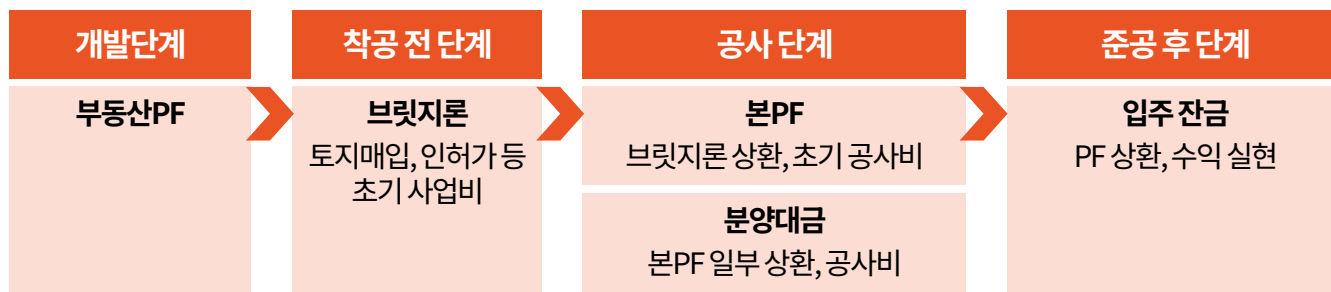 개발단계
부동산PF
착공 전 단계
브릿지론
토지매입, 인허가 등
초기 사업비
공사 단계
본PF
브릿지론 상환, 초기 공사비
분양대금
본PF 일부 상환, 공사비
준공 후 단계
입주 잔금
PF 상환, 수익 실현